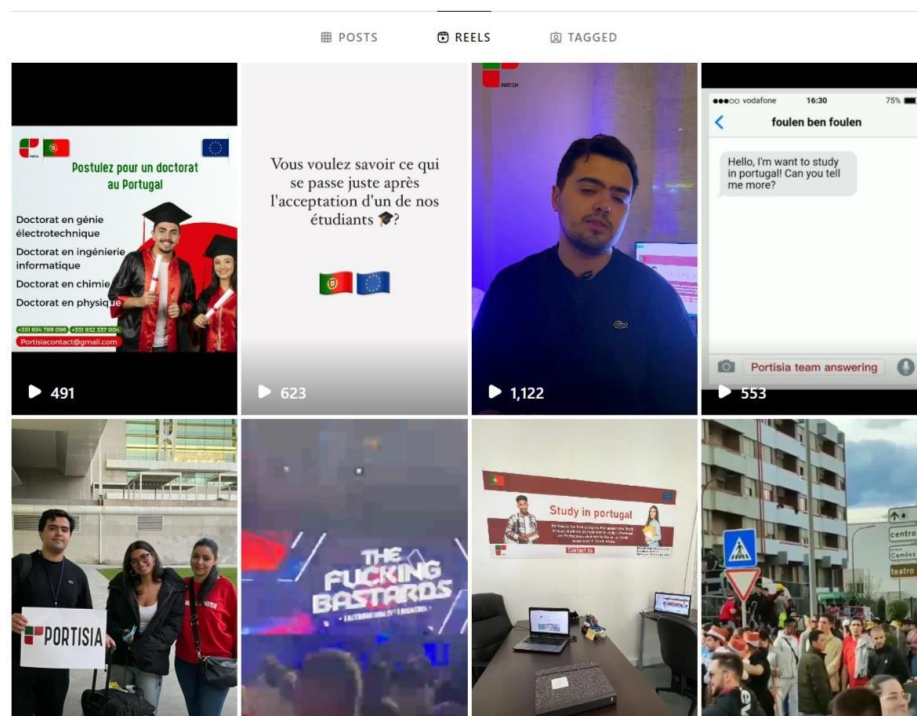 POSTS
REELS
TAGGED
Postulez pour un doctorat
au Portugal
Doctorat en génie
électrotechnique
Doctorat en ingénierie
informatique
Doctorat en chimie
Doctorat en physique
Portisiacontact@gmail.com
491
Vous voulez savoir ce qui
se passe juste après
l'acceptation d'un de nos
étudiants 🎓?
🇵🇹🇪🇺
623
1,122
vodafone 16:30 75%
foulen ben foulen
Hello, I'm want to study
in portugal! Can you tell
me more?
Portisia team answering
553
PORTISIA
THE
FUCKING
BASTARDS
Study in portugal
Contact us
centro
Camões
teatro